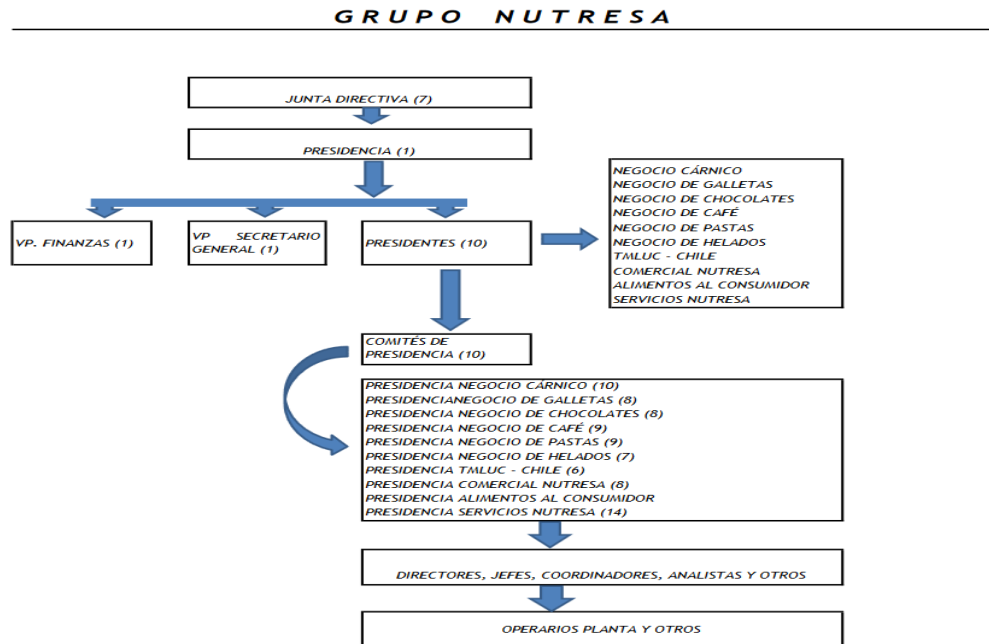 GRUPO NUTRESA
JUNTA DIRECTIVA (7)
PRESIDENCIA (1)
VP. FINANZAS (1)
VP SECRETARIO
GENERAL (1)
PRESIDENTES (10)
NEGOCIO CÁRNICO
NEGOCIO DE GALLETAS
NEGOCIO DE CHOCOLATES
NEGOCIO DE CAFÉ
NEGOCIO DE PASTAS
NEGOCIO DE HELADOS
TMLUC - CHILE
COMERCIAL NUTRESA
ALIMENTOS AL CONSUMIDOR
SERVICIOS NUTRESA
COMITÉS DE
PRESIDENCIA (10)
PRESIDENCIA NEGOCIO CÁRNICO (10)
PRESIDENCIANEGOCIO DE GALLETAS (8)
PRESIDENCIA NEGOCIO DE CHOCOLATES (8)
PRESIDENCIA NEGOCIO DE CAFÉ (9)
PRESIDENCIA NEGOCIO DE PASTAS (9)
PRESIDENCIA NEGOCIO DE HELADOS (7)
PRESIDENCIA TMLUC - CHILE (6)
PRESIDENCIA COMERCIAL NUTRESA (8)
PRESIDENCIA ALIMENTOS AL CONSUMIDOR
PRESIDENCIA SERVICIOS NUTRESA (14)
DIRECTORES, JEFES, COORDINADORES, ANALISTAS Y OTROS
OPERARIOS PLANTA Y OTROS